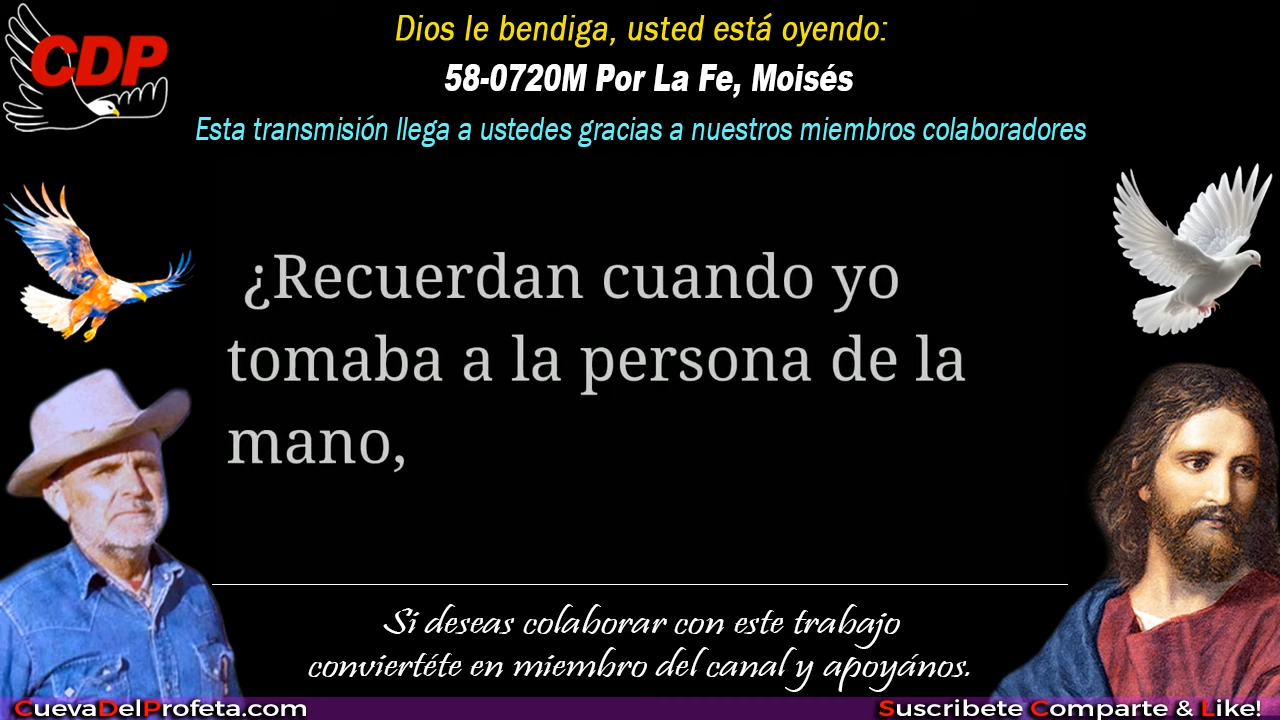 CDP
Dios le bendiga, usted está oyendo:
58-0720M Por La Fe, Moisés
Esta transmisión llega a ustedes gracias a nuestros miembros colaboradores
¿Recuerdan cuando yo
tomaba a la persona de la
mano,
Si deseas colaborar con este trabajo
conviertéte en miembro del canal y apoyános.
CuevaDelProfeta.com
Suscribete Comparte & Like!